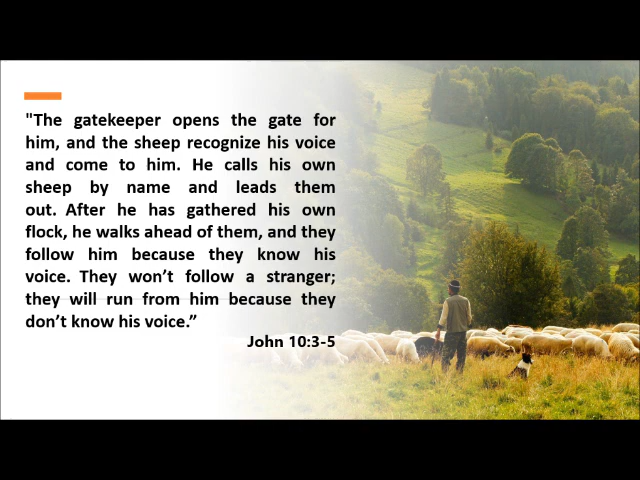 "The gatekeeper opens the gate for
him, and the sheep recognize his voice
and come to him. He calls his own
sheep by name and leads them
out. After he has gathered his own
flock, he walks ahead of them, and they
follow him because they know his
voice. They won’t follow a stranger;
they will run from him because they
don’t know his voice.”
John 10:3-5